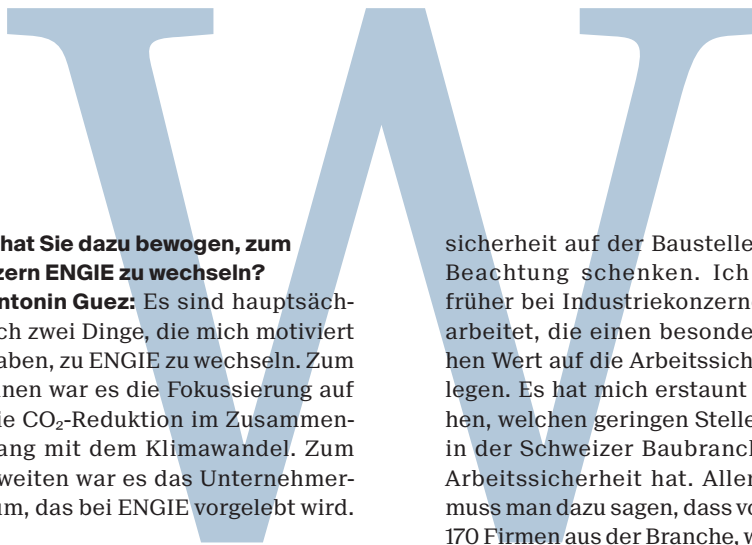 W
hat Sie dazu bewogen, zum
zern ENGIE zu wechseln?
ntonin Guez: Es sind hauptsäch-
ch zwei Dinge, die mich motiviert
aben, zu ENGIE zu wechseln. Zum
nen war es die Fokussierung auf
ie CO₂-Reduktion im Zusammen-
ang mit dem Klimawandel. Zum
weiten war es das Unternehmer-
um, das bei ENGIE vorgelebt wird.
sicherheit auf der Baustelle
Beachtung schenken. Ich
früher bei Industriekonzern
arbeitet, die einen besonde
hen Wert auf die Arbeitssich
legen. Es hat mich erstaunt
hen, welchen geringen Stelle
in der Schweizer Baubranch
Arbeitssicherheit hat. Aller
muss man dazu sagen, dass vo
170 Firmen aus der Branche, w